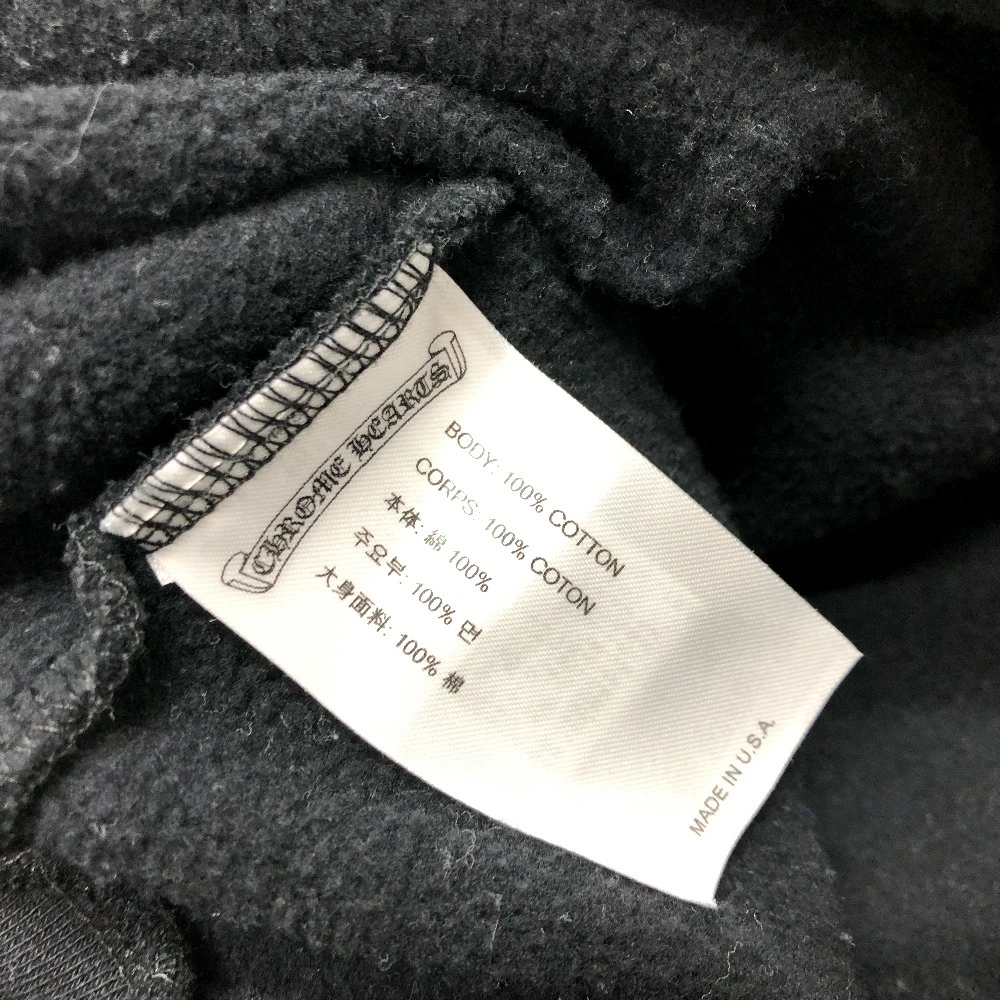 CHROME HEARTS
BODY: 100% COTTON
CORPS: 100% COTON
本体: 綿 100%
주요부: 100% 면
大身面料: 100% 棉
MADE IN U.S.A.